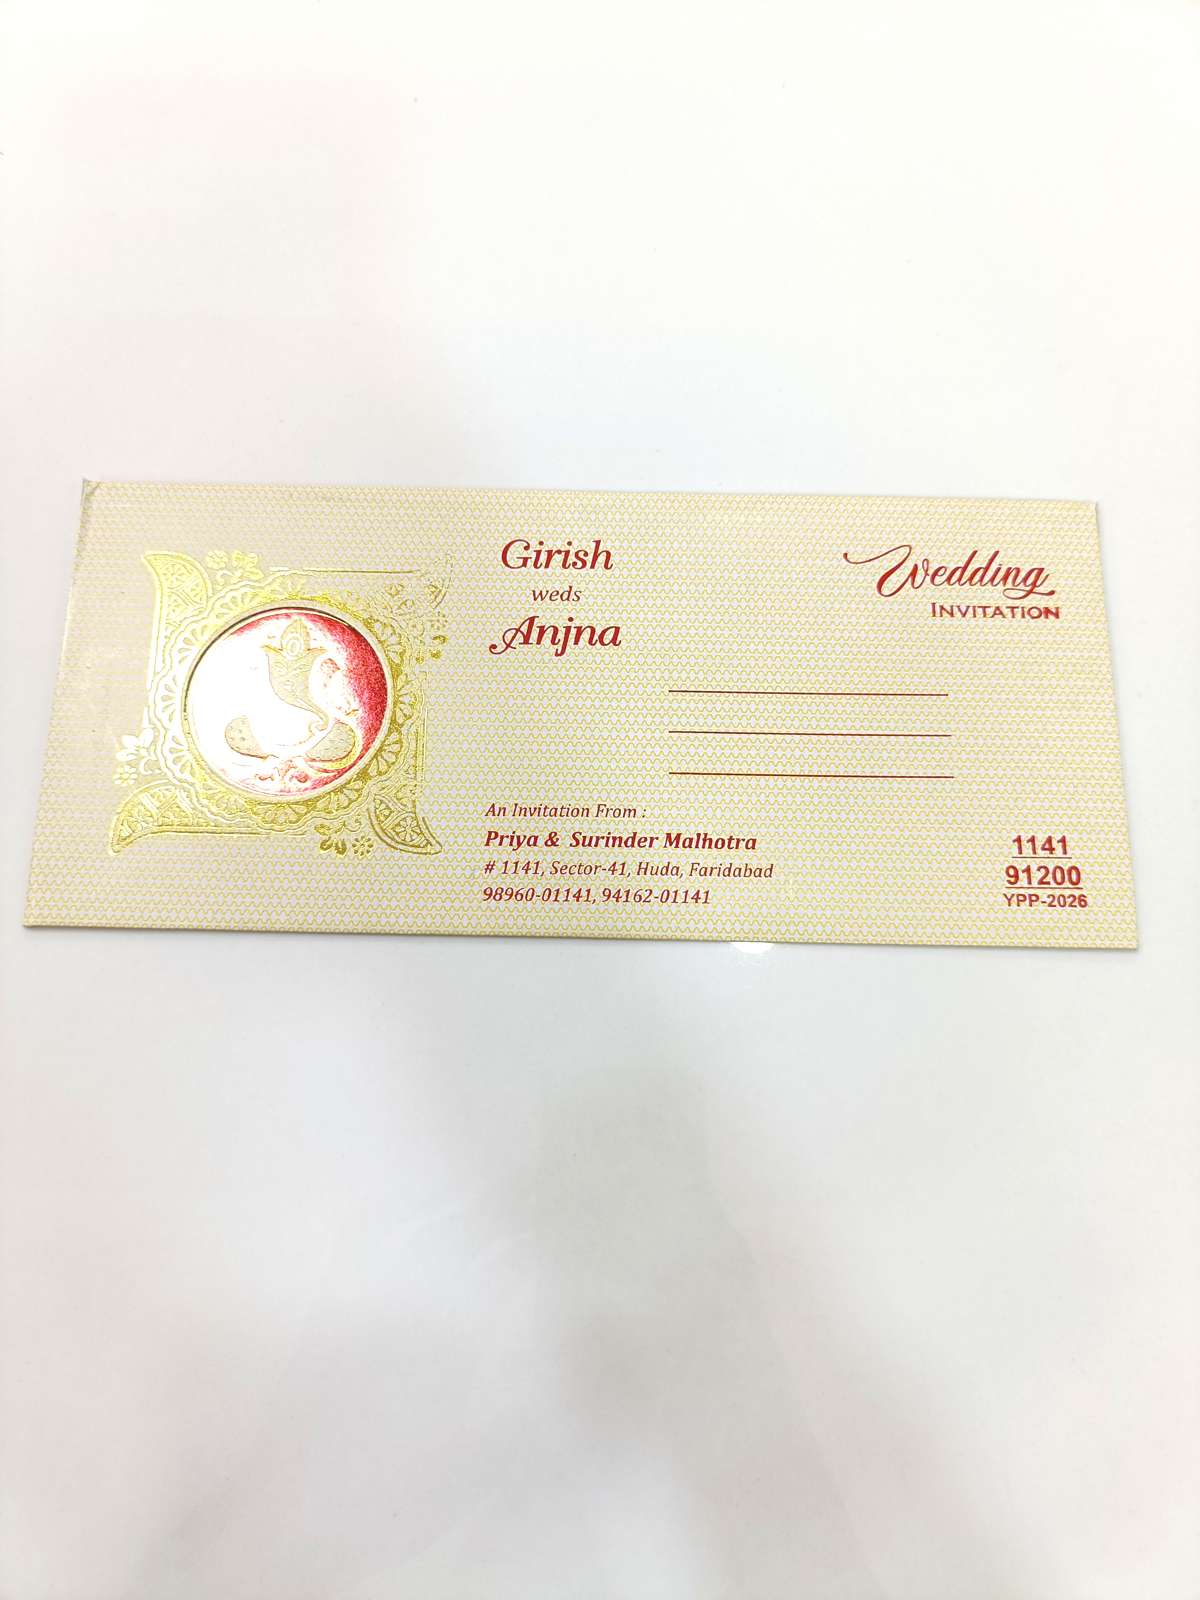 Girish
weds
Anjna
Wedding
INVITATION
An Invitation From :
Priya & Surinder Malhotra
# 1141, Sector-41, Huda, Faridabad
98960-01141, 94162-01141
1141
91200
YPP-2026